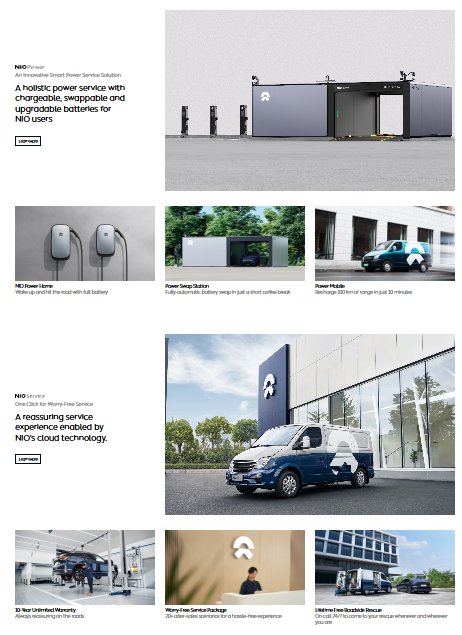 NIO Power
An Innovative Smart Power Service Solution
A holistic power service with
chargeable, swappable and
upgradable batteries for
NIO users
NIO Power Home
Wake up and hit the road with full battery
Power Swap Station
Fully-automatic battery swap in just a short coffee break
Power Mobile
Recharge 100 km of range in just 10 minutes
NIO Service
One Click for Worry-Free Service
A reassuring service
experience enabled by
NIO's cloud technology.
10-Year Unlimited Warranty
Always reassuring on the roads
Worry-Free Service Package
20+ after-sales scenarios for a hassle-free experience
Lifetime Free Roadside Rescue
On call 24/7 to come to your rescue whenever and wherever
you are